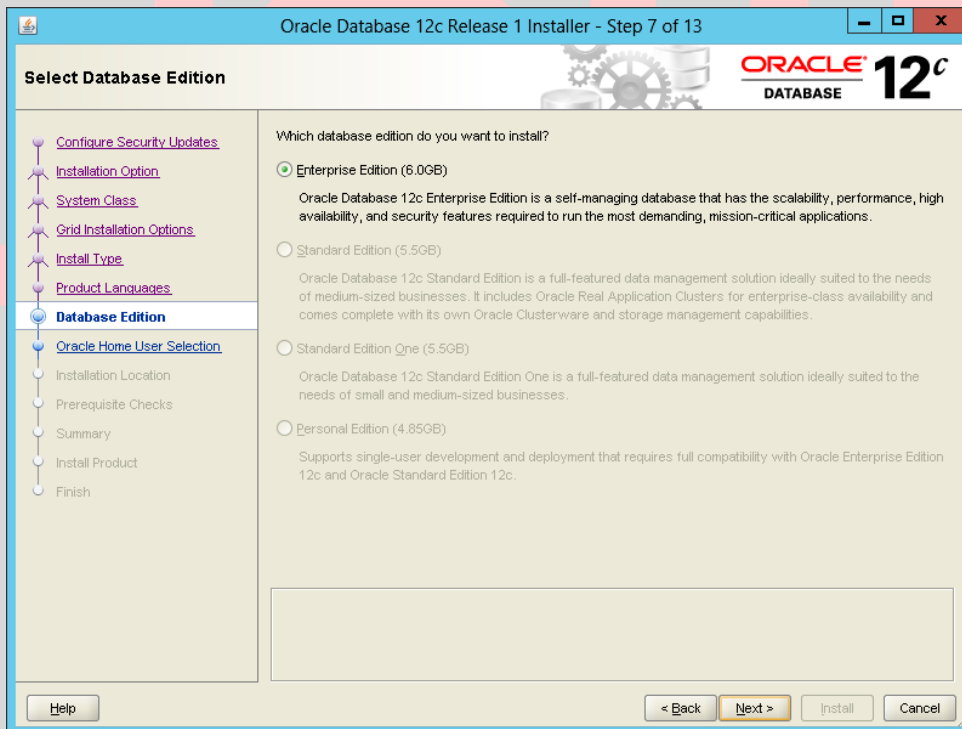 Oracle Database 12c Release 1 Installer - Step 7 of 13
Select Database Edition
ORACLE®
DATABASE
12c
Configure Security Updates
Installation Option
System Class
Grid Installation Options
Install Type
Product Languages
Database Edition
Oracle Home User Selection
Installation Location
Prerequisite Checks
Summary
Install Product
Finish
Which database edition do you want to install?
Enterprise Edition (6.0GB)
Oracle Database 12c Enterprise Edition is a self-managing database that has the scalability, performance, high
availability, and security features required to run the most demanding, mission-critical applications.
Standard Edition (5.5GB)
Oracle Database 12c Standard Edition is a full-featured data management solution ideally suited to the needs
of medium-sized businesses. It includes Oracle Real Application Clusters for enterprise-class availability and
comes complete with its own Oracle Clusterware and storage management capabilities.
Standard Edition One (5.5GB)
Oracle Database 12c Standard Edition One is a full-featured data management solution ideally suited to the
needs of small and medium-sized businesses.
Personal Edition (4.85GB)
Supports single-user development and deployment that requires full compatibility with Oracle Enterprise Edition
12c and Oracle Standard Edition 12c.
Help
< Back
Next >
Install
Cancel